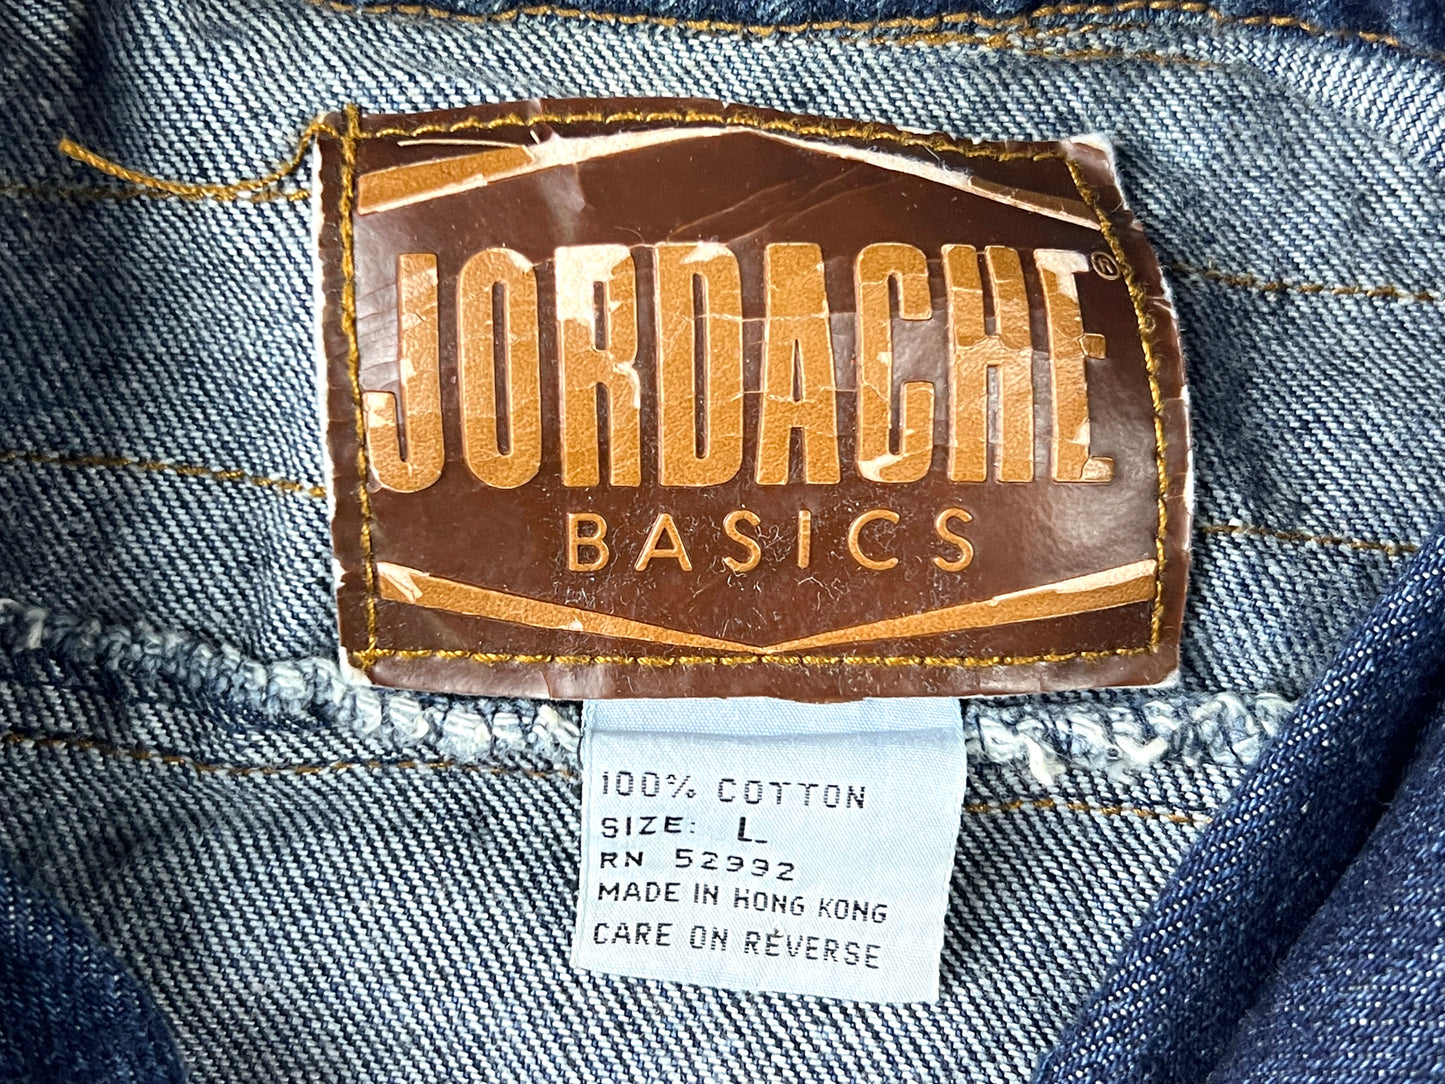 JORDACHE®
BASICS
100% COTTON
SIZE: L
RN 52992
MADE IN HONG KONG
CARE ON REVERSE